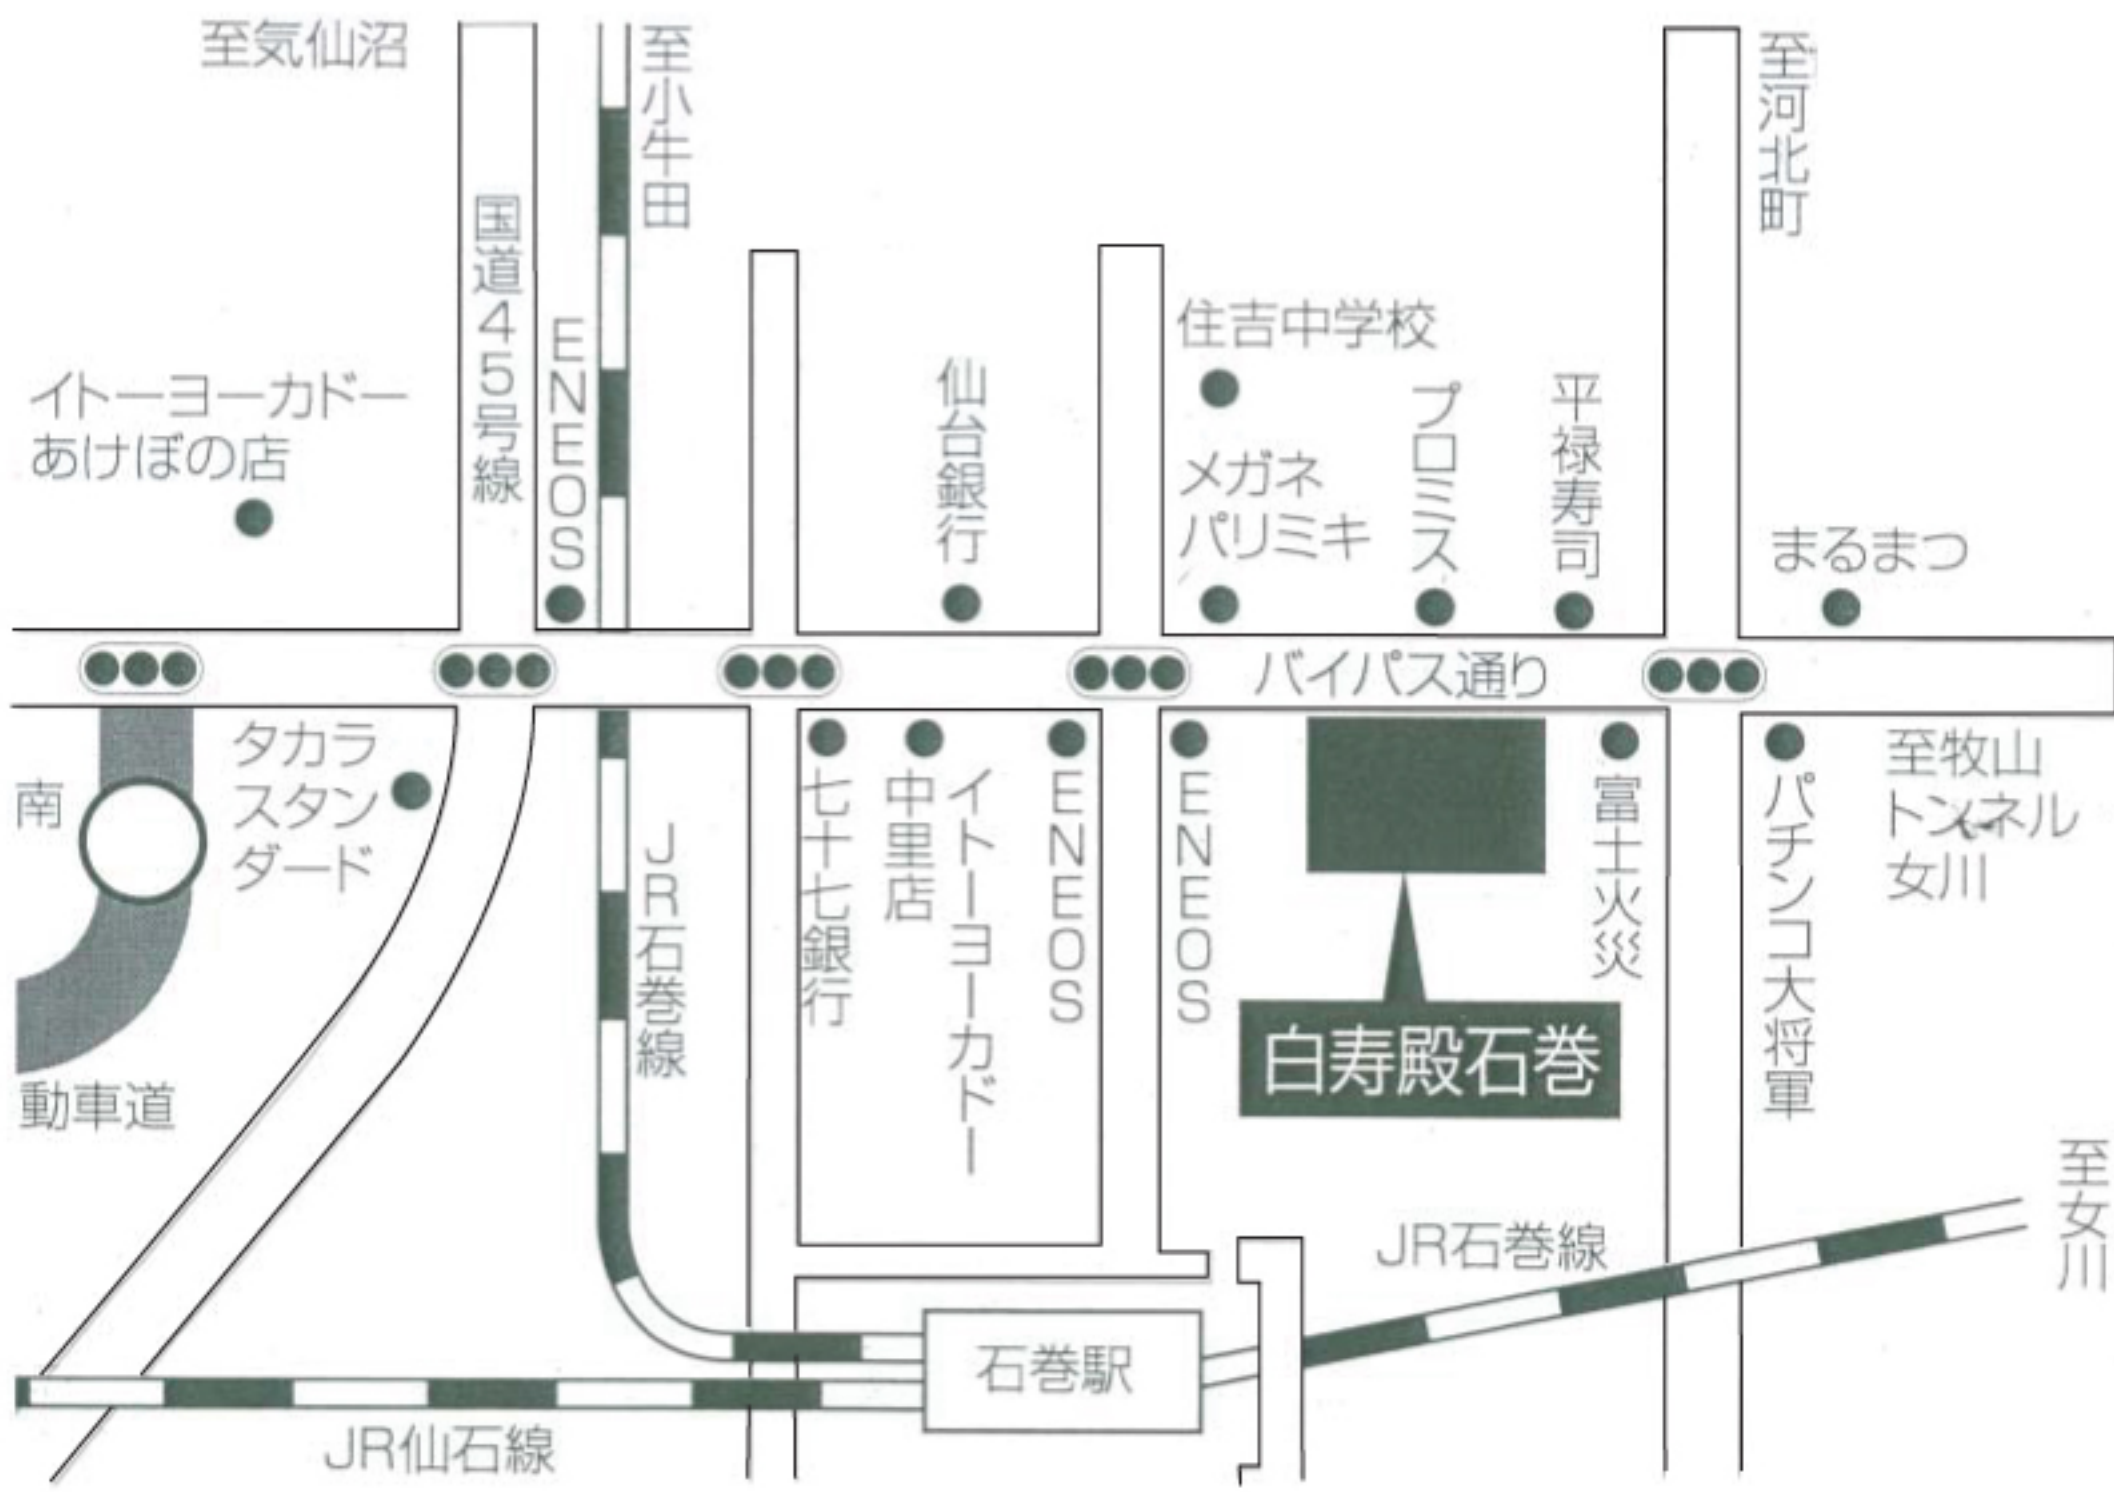 至気仙沼
至小牛田
至河北町
国道45号線
ENEOS
イトーヨーカドー
あけぼの店
仙台銀行
住吉中学校
メガネ
パリミキ
プロミス
平禄寿司
まるまつ
バイパス通り
南
タカラ
スタン
ダード
動車道
JR石巻線
七十七銀行
イトーヨーカドー
中里店
ENEOS
ENEOS
白寿殿石巻
富士火災
パチンコ大将軍
至牧山
トンネル
女川
至女川
JR石巻線
石巻駅
JR仙石線